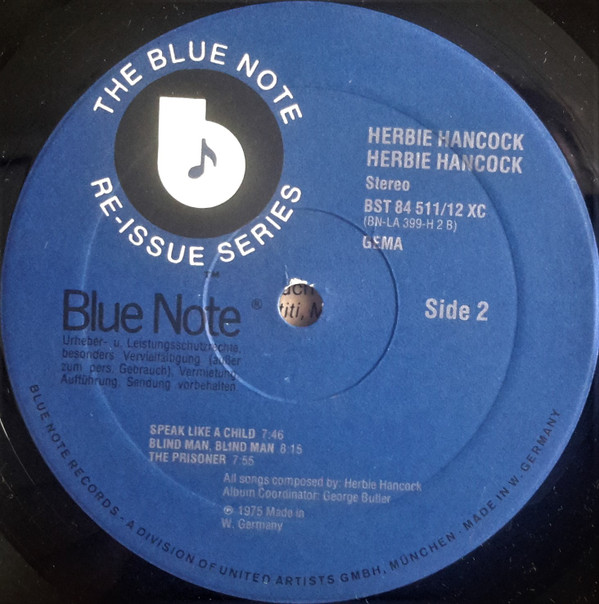 THE BLUE NOTE
RE-ISSUE SERIES
TM
HERBIE HANCOCK
HERBIE HANCOCK
Stereo
BST 84 511/12 XC
(BN-LA 399-H 2 B)
GEMA
Side 2
Blue Note ®
Urheber- u. Leistungsschutzrechte,
besonders Vervielfältigung (außer
zum pers. Gebrauch), Vermietung,
Aufführung, Sendung vorbehalten
SPEAK LIKE A CHILD 7:46
BLIND MAN, BLIND MAN 8:15
THE PRISONER 7:55
All songs composed by: Herbie Hancock
Album Coordinator: George Butler
℗ 1975 Made in
W. Germany
BLUE NOTE RECORDS - A DIVISION OF UNITED ARTISTS GMBH, MÜNCHEN · MADE IN W. GERMANY